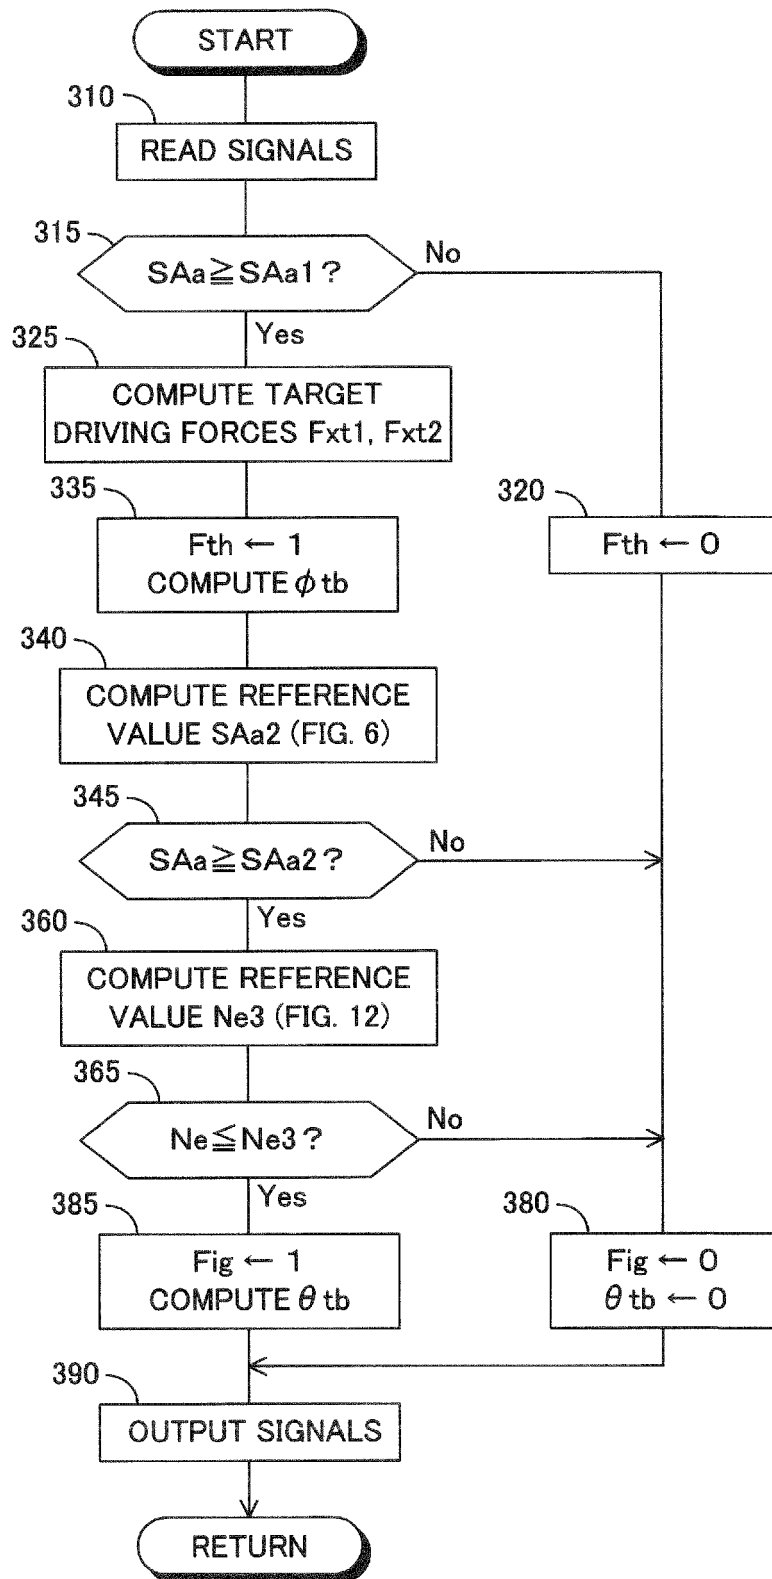 START
310
READ SIGNALS
315
SAa≧SAa1?
No
Yes
325
COMPUTE TARGET
DRIVING FORCES Fxt1, Fxt2
335
Fth ← 1
COMPUTE φtb
320
Fth ← 0
340
COMPUTE REFERENCE
VALUE SAa2 (FIG. 6)
345
SAa≧SAa2?
No
Yes
360
COMPUTE REFERENCE
VALUE Ne3 (FIG. 12)
365
Ne≦Ne3?
No
Yes
385
Fig ← 1
COMPUTE θtb
380
Fig ← 0
θtb ← 0
390
OUTPUT SIGNALS
RETURN